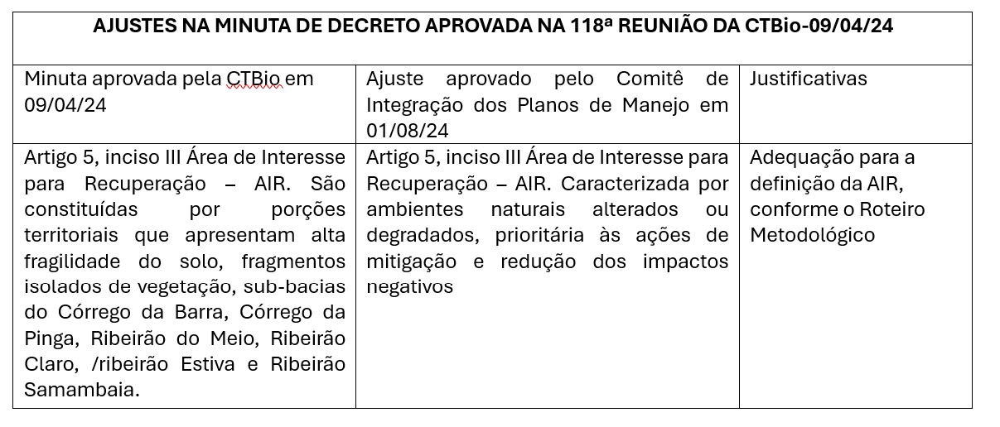 AJUSTES NA MINUTA DE DECRETO APROVADA NA 118ª REUNIÃO DA CTBio-09/04/24
Minuta aprovada pela CTBio em
09/04/24
Ajuste aprovado pelo Comitê de
Integração dos Planos de Manejo em
01/08/24
Justificativas
Artigo 5, inciso III Área de Interesse
para Recuperação – AIR. São
constituídas por porções
territoriais que apresentam alta
fragilidade do solo, fragmentos
isolados de vegetação, sub-bacias
do Córrego da Barra, Córrego da
Pinga, Ribeirão do Meio, Ribeirão
Claro, /ribeirão Estiva e Ribeirão
Samambaia.
Artigo 5, inciso III Área de Interesse para
Recuperação – AIR. Caracterizada por
ambientes naturais alterados ou
degradados, prioritária às ações de
mitigação e redução dos impactos
negativos
Adequação para a
definição da AIR,
conforme o Roteiro
Metodológico